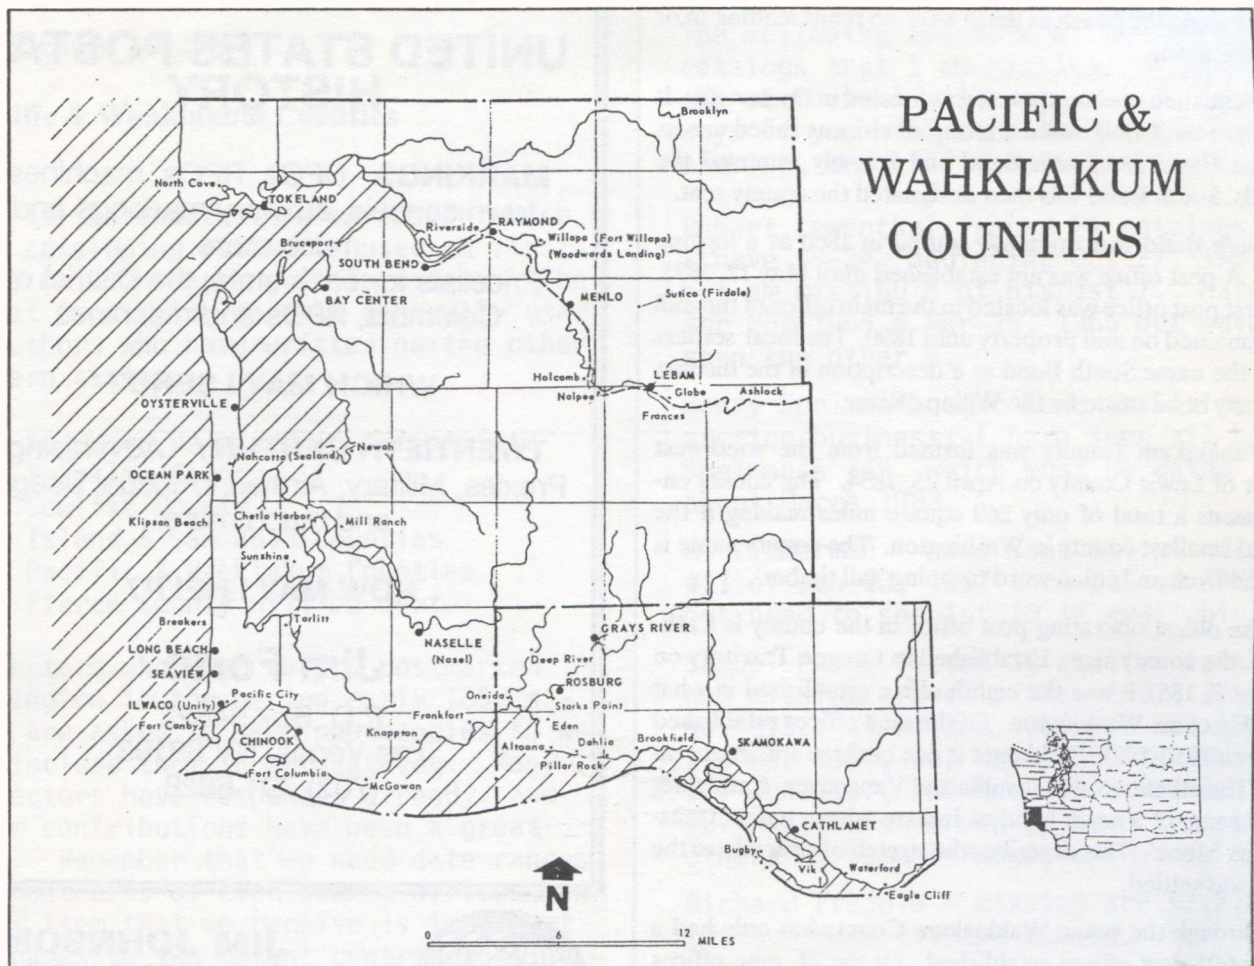 PACIFIC &
WAHKIAKUM
COUNTIES
Brooklyn
North Cove
TOKELAND
Riverside
RAYMOND
Bruceport
Willapa (Fort Willapa)
(Woodwards Landing)
SOUTH BEND
BAY CENTER
MENLO
Sutico (Fridolo)
Holcomb
LEBAM
Nalpee
Globe
Ashlock
Frances
OYSTERVILLE
Nahcotta (Sealand)
Newah
OCEAN PARK
Chetlo Harbor
Klipsan Beach
Mill Ranch
Sunshine
Breakers
Tarlitt
NASELLE
(Nasel)
GRAYS RIVER
LONG BEACH
SEAVIEW
Deep River
ROSBURG
Pacific City
Oneida
Starks Point
ILWACO (Unity)
Frankfort
Fort Canby
Knappton
Eden
CHINOOK
Altoona
Dahlia
Brookfield
SKAMOKAWA
Pillar Rock
Fort Columbia
McGowan
CATHLAMET
Bugby
Vik
Waterford
Eagle Cliff
N
0 6 12
MILES